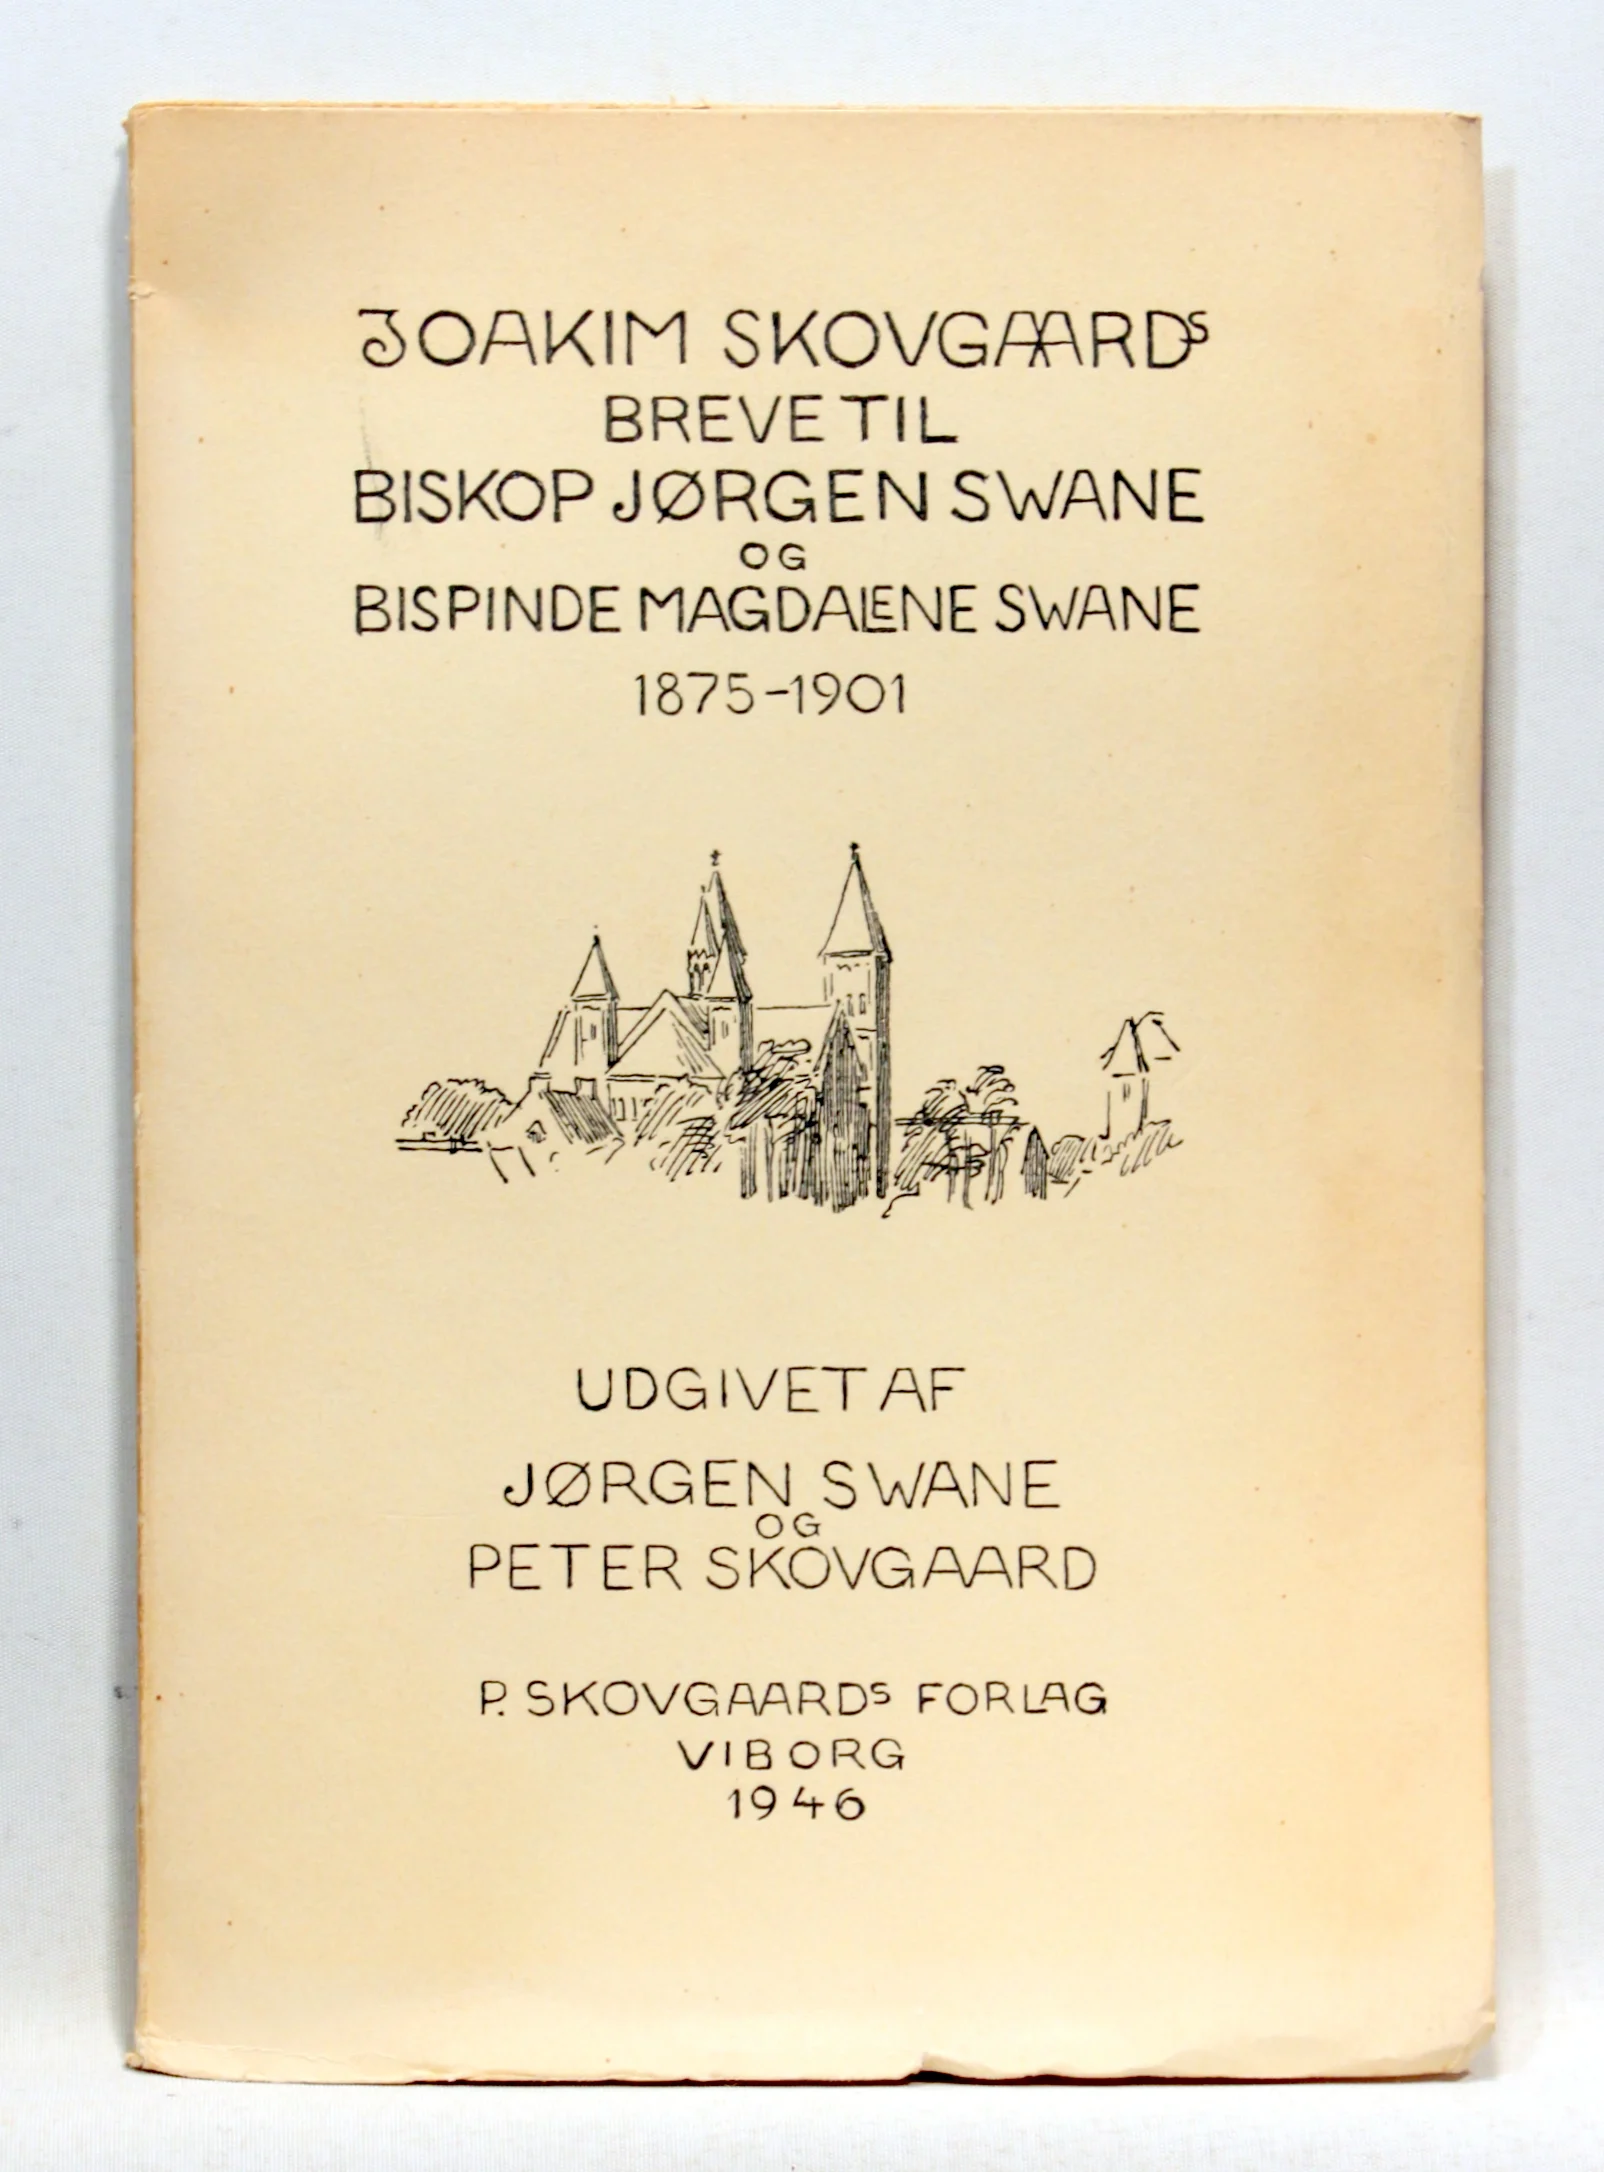 JOAKIM SKOVGAARDS
BREVE TIL
BISKOP JØRGEN SWANE
OG
BISPINDE MAGDALENE SWANE
1875-1901
UDGIVET AF
JØRGEN SWANE
OG
PETER SKOVGAARD
P. SKOVGAARDS FORLAG
VIBORG
1946